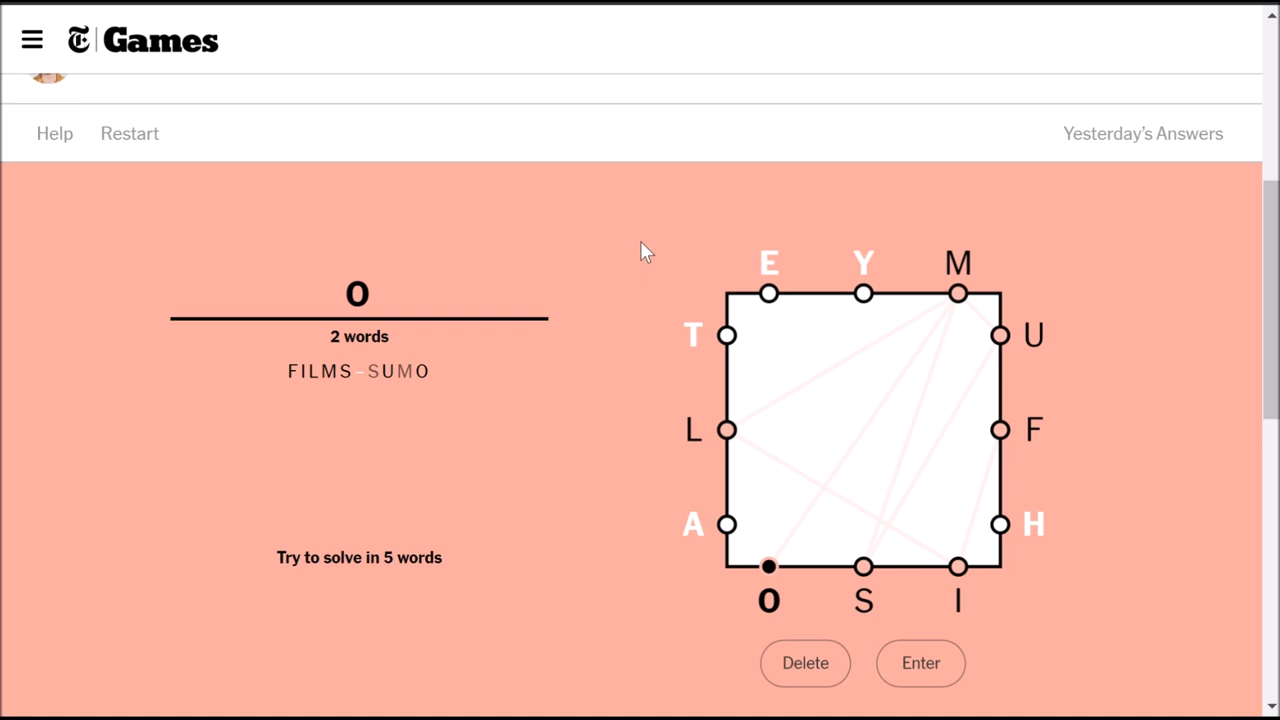 T Games
Help Restart Yesterday's Answers
O
2 words
FILMS - SUMO
Try to solve in 5 words
E Y M
T U
L F
A H
O S I
Delete Enter